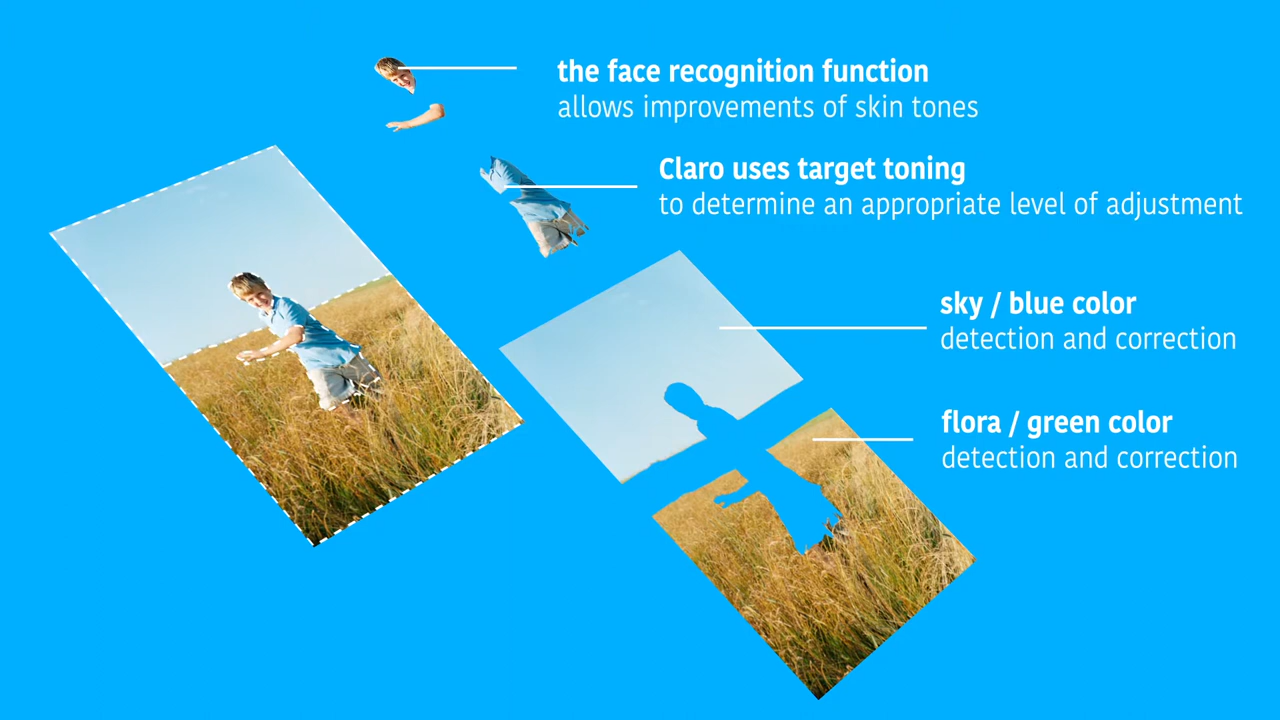 the face recognition function
allows improvements of skin tones
Claro uses target toning
to determine an appropriate level of adjustment
sky / blue color
detection and correction
flora / green color
detection and correction